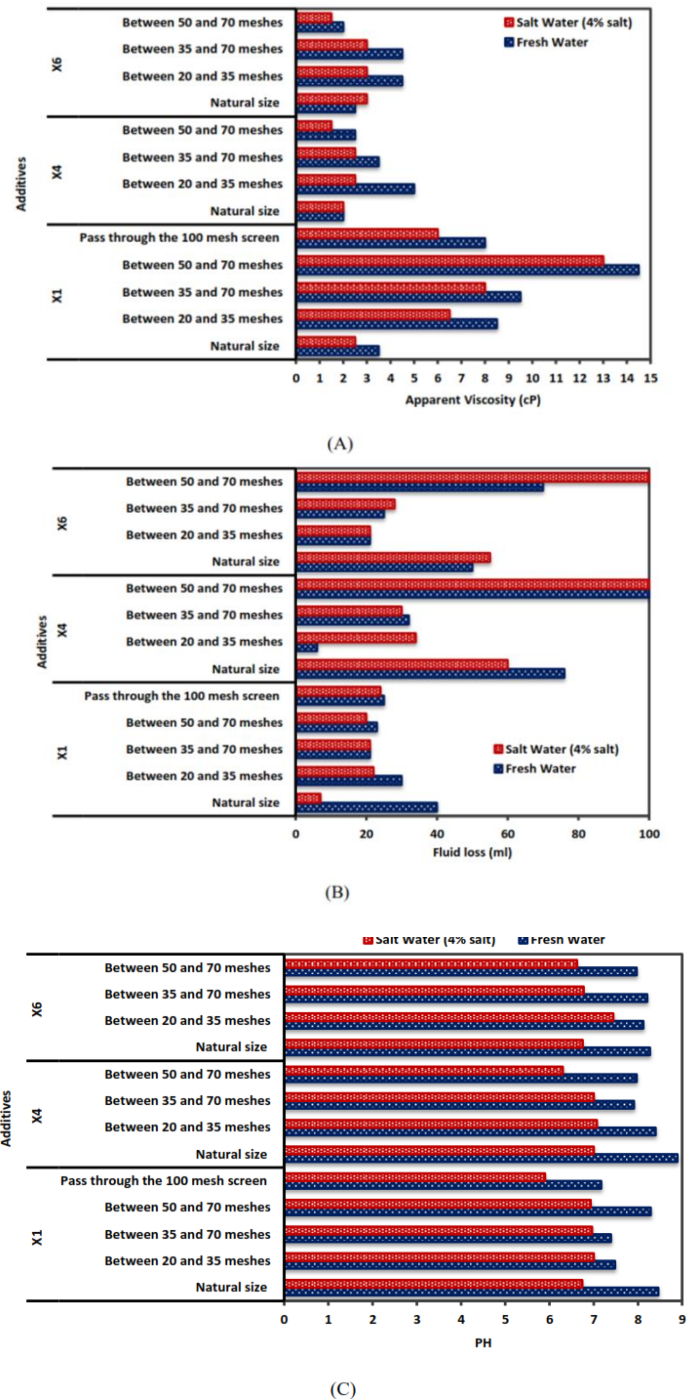 Salt Water (4% salt)
Fresh Water
Additives
X6
Between 50 and 70 meshes
Between 35 and 70 meshes
Between 20 and 35 meshes
Natural size
X4
Between 50 and 70 meshes
Between 35 and 70 meshes
Between 20 and 35 meshes
Natural size
X1
Pass through the 100 mesh screen
Between 50 and 70 meshes
Between 35 and 70 meshes
Between 20 and 35 meshes
Natural size
0 1 2 3 4 5 6 7 8 9 10 11 12 13 14 15
Apparent Viscosity (cP)
(A)
Additives
X6
Between 50 and 70 meshes
Between 35 and 70 meshes
Between 20 and 35 meshes
Natural size
X4
Between 50 and 70 meshes
Between 35 and 70 meshes
Between 20 and 35 meshes
Natural size
X1
Pass through the 100 mesh screen
Between 50 and 70 meshes
Between 35 and 70 meshes
Between 20 and 35 meshes
Natural size
Salt Water (4% salt)
Fresh Water
0 20 40 60 80 100
Fluid loss (ml)
(B)
Salt Water (4% salt) Fresh Water
Additives
X6
Between 50 and 70 meshes
Between 35 and 70 meshes
Between 20 and 35 meshes
Natural size
X4
Between 50 and 70 meshes
Between 35 and 70 meshes
Between 20 and 35 meshes
Natural size
X1
Pass through the 100 mesh screen
Between 50 and 70 meshes
Between 35 and 70 meshes
Between 20 and 35 meshes
Natural size
0 1 2 3 4 5 6 7 8 9
PH
(C)